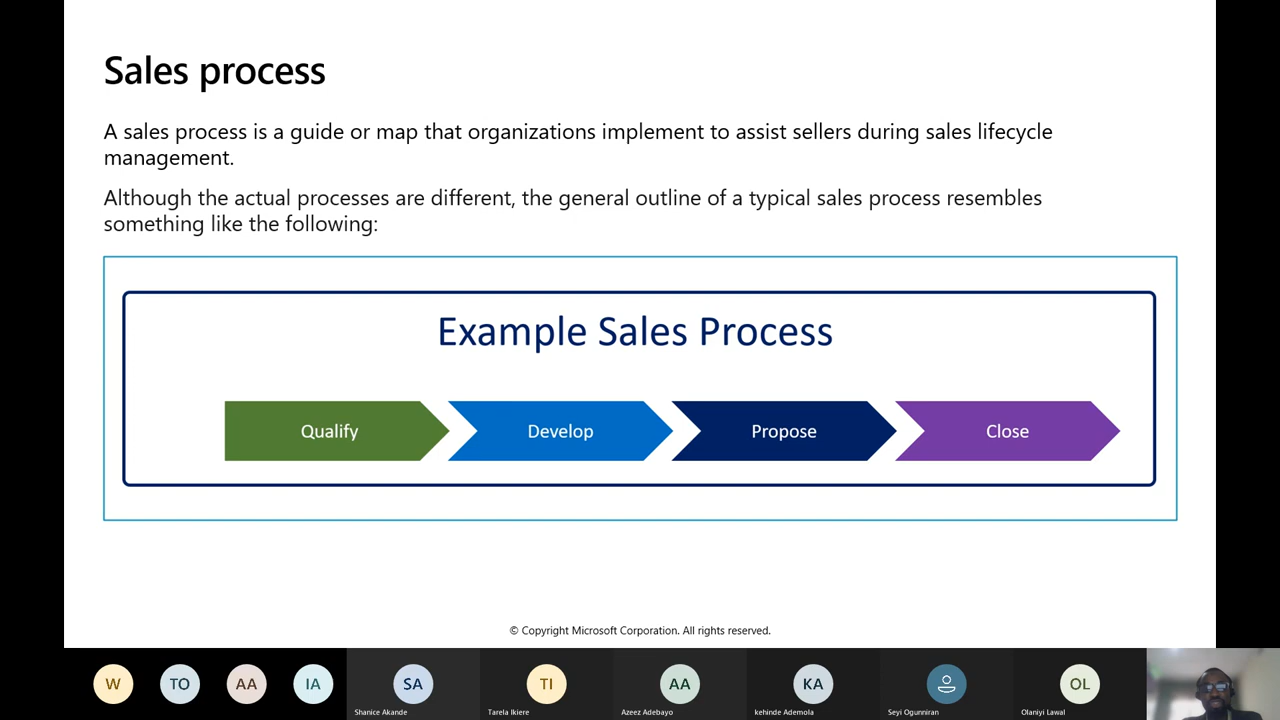 Sales process
A sales process is a guide or map that organizations implement to assist sellers during sales lifecycle
management.
Although the actual processes are different, the general outline of a typical sales process resembles
something like the following:
Example Sales Process
Qualify
Develop
Propose
Close
© Copyright Microsoft Corporation. All rights reserved.
W
TO
AA
IA
SA
TI
AA
KA
OL
Shanice Akande
Tarela Ikiere
Azeez Adebayo
kehinde Ademola
Seyi Ogunniran
Olaniyi Lawal